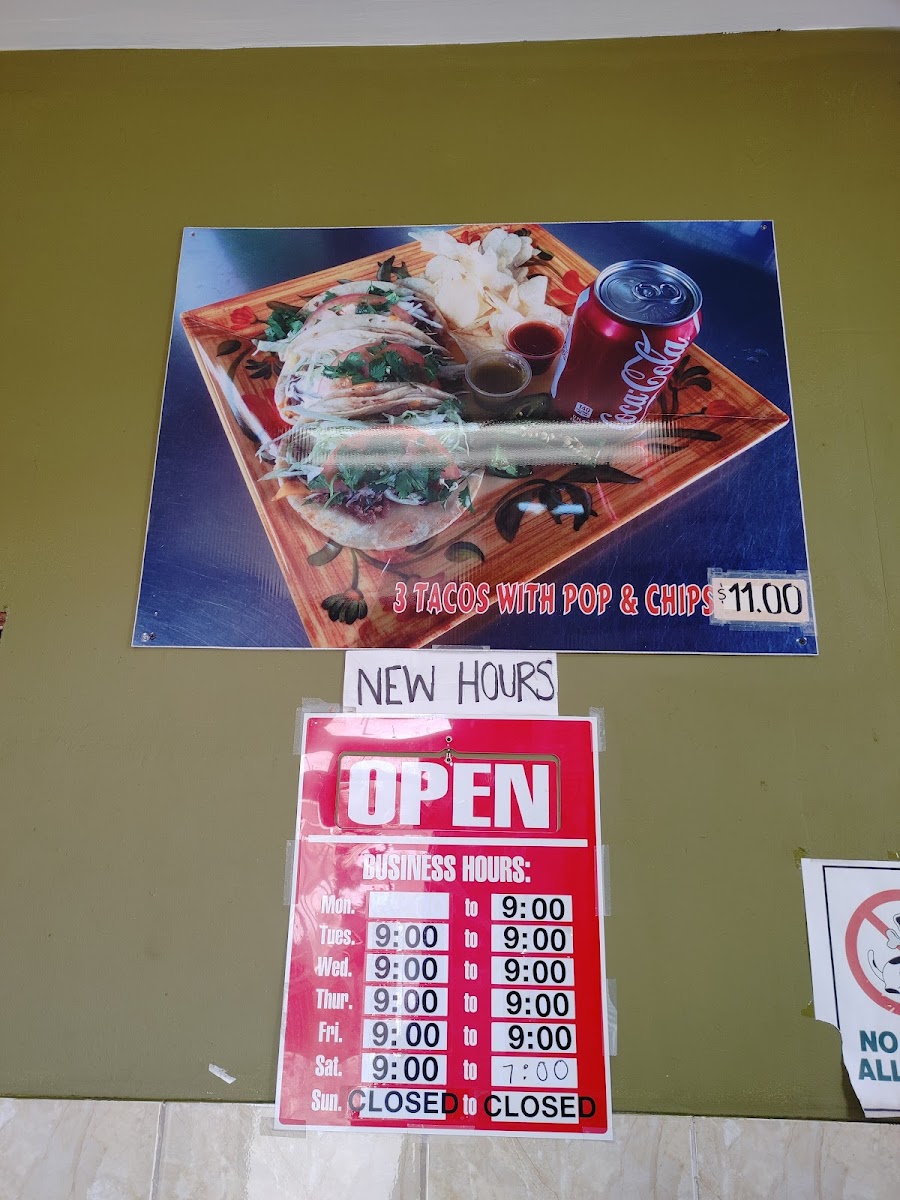 Coca-Cola
3 TACOS WITH POP & CHIPS $11.00
NEW HOURS
OPEN
BUSINESS HOURS:
Mon. to 9:00
Tues. 9:00 to 9:00
Wed. 9:00 to 9:00
Thur. 9:00 to 9:00
Fri. 9:00 to 9:00
Sat. 9:00 to 7:00
Sun. CLOSED to CLOSED
NO
ALL